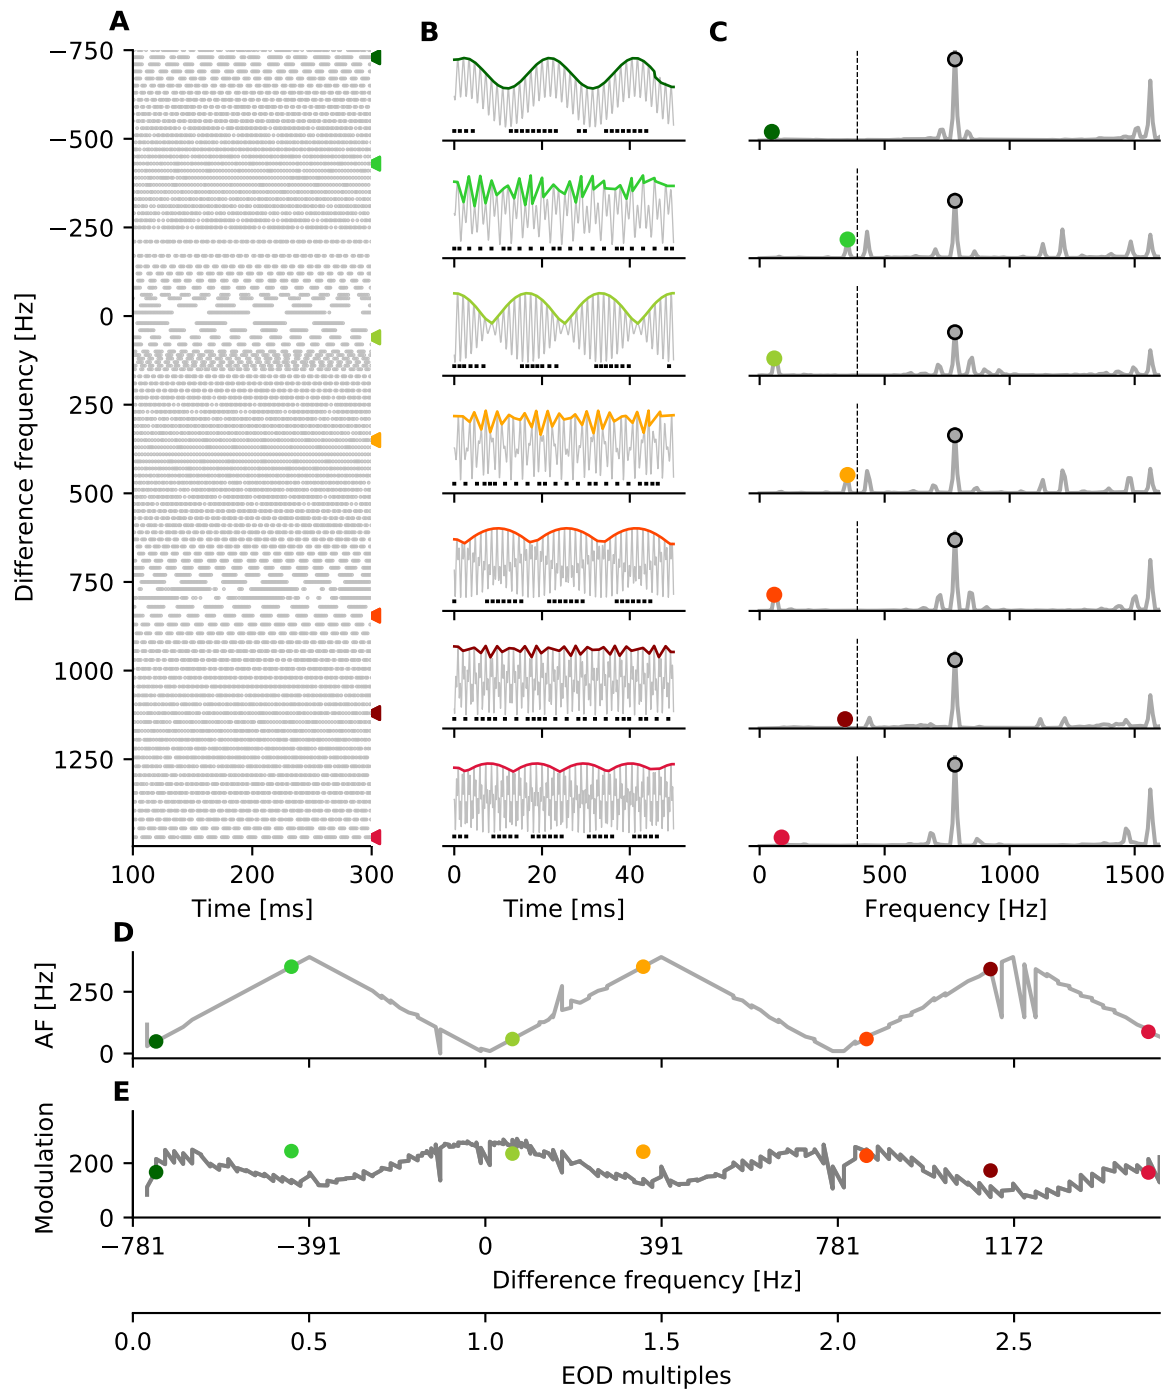 A
B
C
−750
−500
−250
0
250
500
750
1000
1250
Difference frequency [Hz]
100 200 300
0 20 40
0 500 1000 1500
Time [ms]
Time [ms]
Frequency [Hz]
D
250
0
AF [Hz]
E
200
0
Modulation
−781 −391 0 391 781 1172
Difference frequency [Hz]
0.0 0.5 1.0 1.5 2.0 2.5
EOD multiples